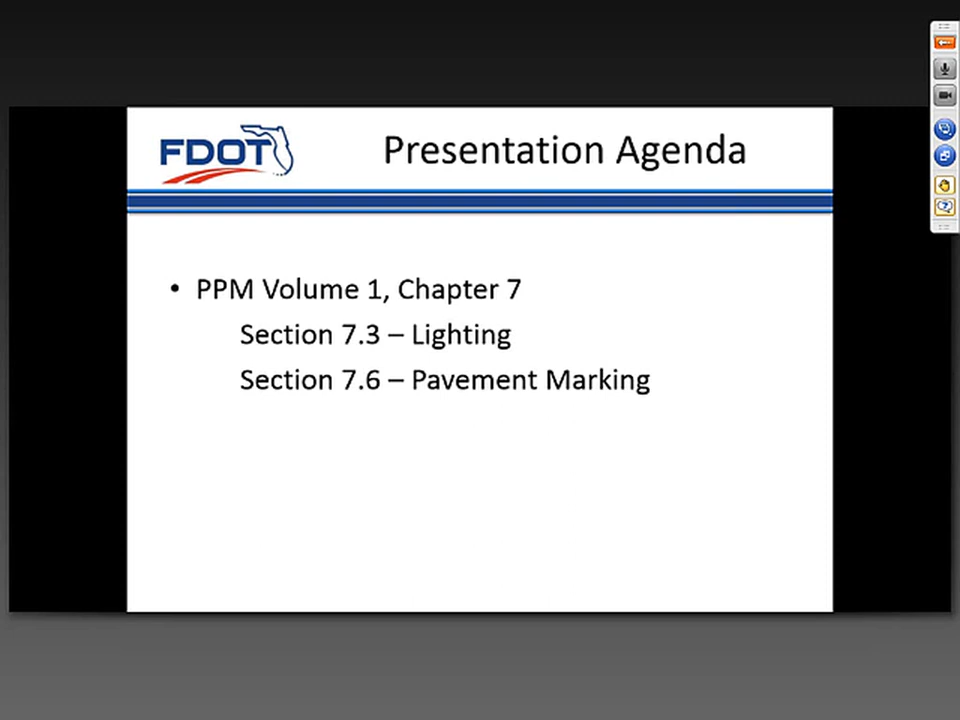 FDOT
Presentation Agenda
• PPM Volume 1, Chapter 7
Section 7.3 – Lighting
Section 7.6 – Pavement Marking